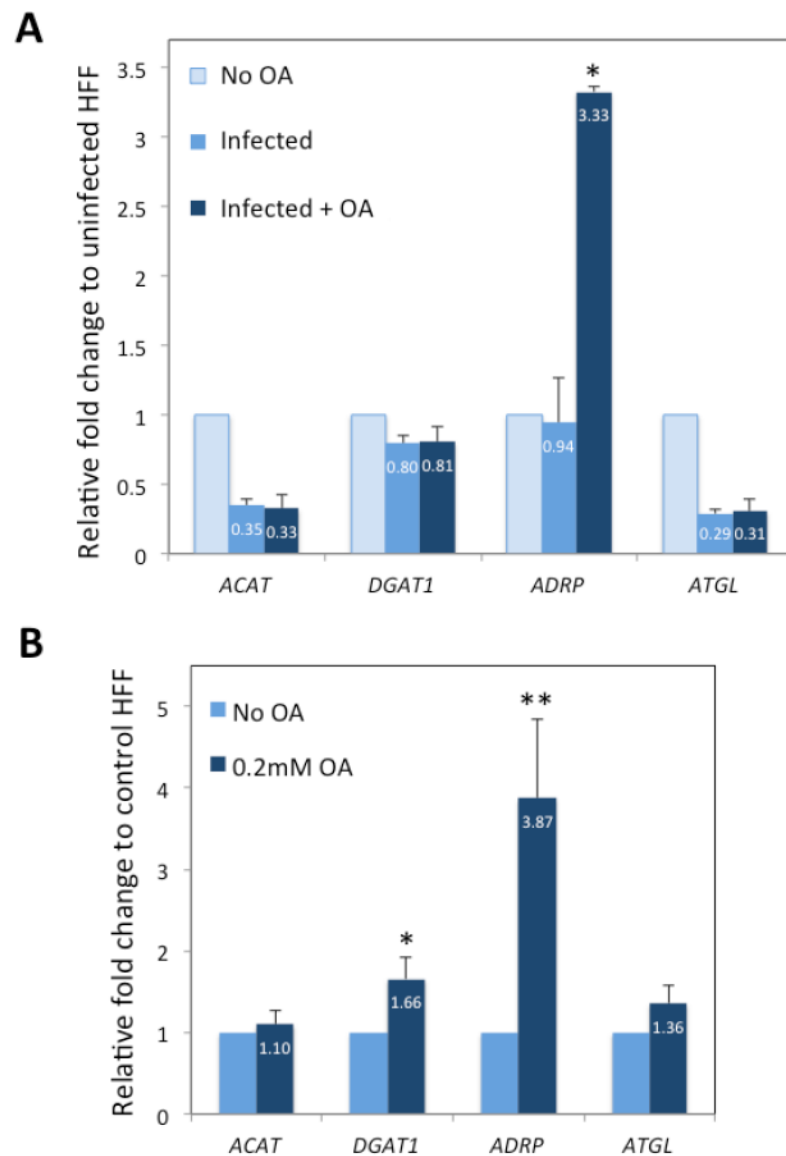 A
Relative fold change to uninfected HFF
3.5
3
2.5
2
1.5
1
0.5
0
No OA
Infected
Infected + OA
*
3.33
0.35
0.33
0.80
0.81
0.94
0.29
0.31
ACAT
DGAT1
ADRP
ATGL
B
Relative fold change to control HFF
5
4
3
2
1
0
No OA
0.2mM OA
*
**
1.10
1.66
3.87
1.36
ACAT
DGAT1
ADRP
ATGL